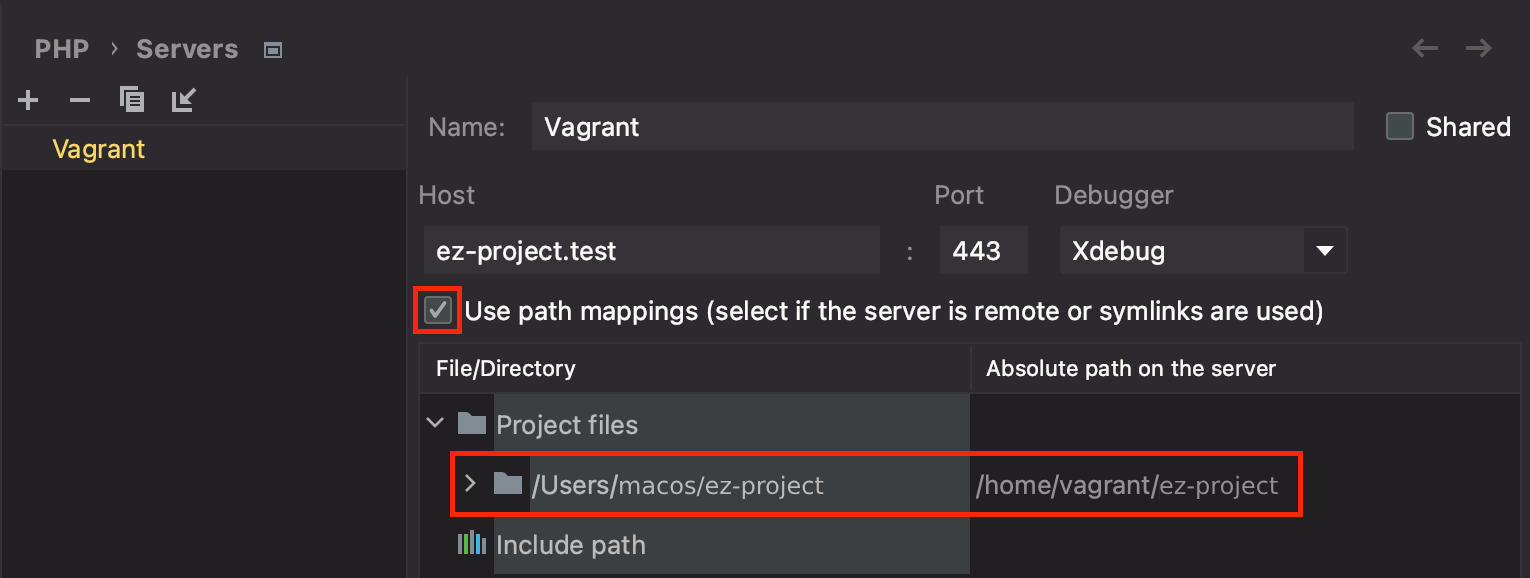 PHP › Servers
Vagrant
Name: Vagrant Shared
Host Port Debugger
ez-project.test : 443 Xdebug
Use path mappings (select if the server is remote or symlinks are used)
File/Directory Absolute path on the server
Project files
/Users/macos/ez-project /home/vagrant/ez-project
Include path